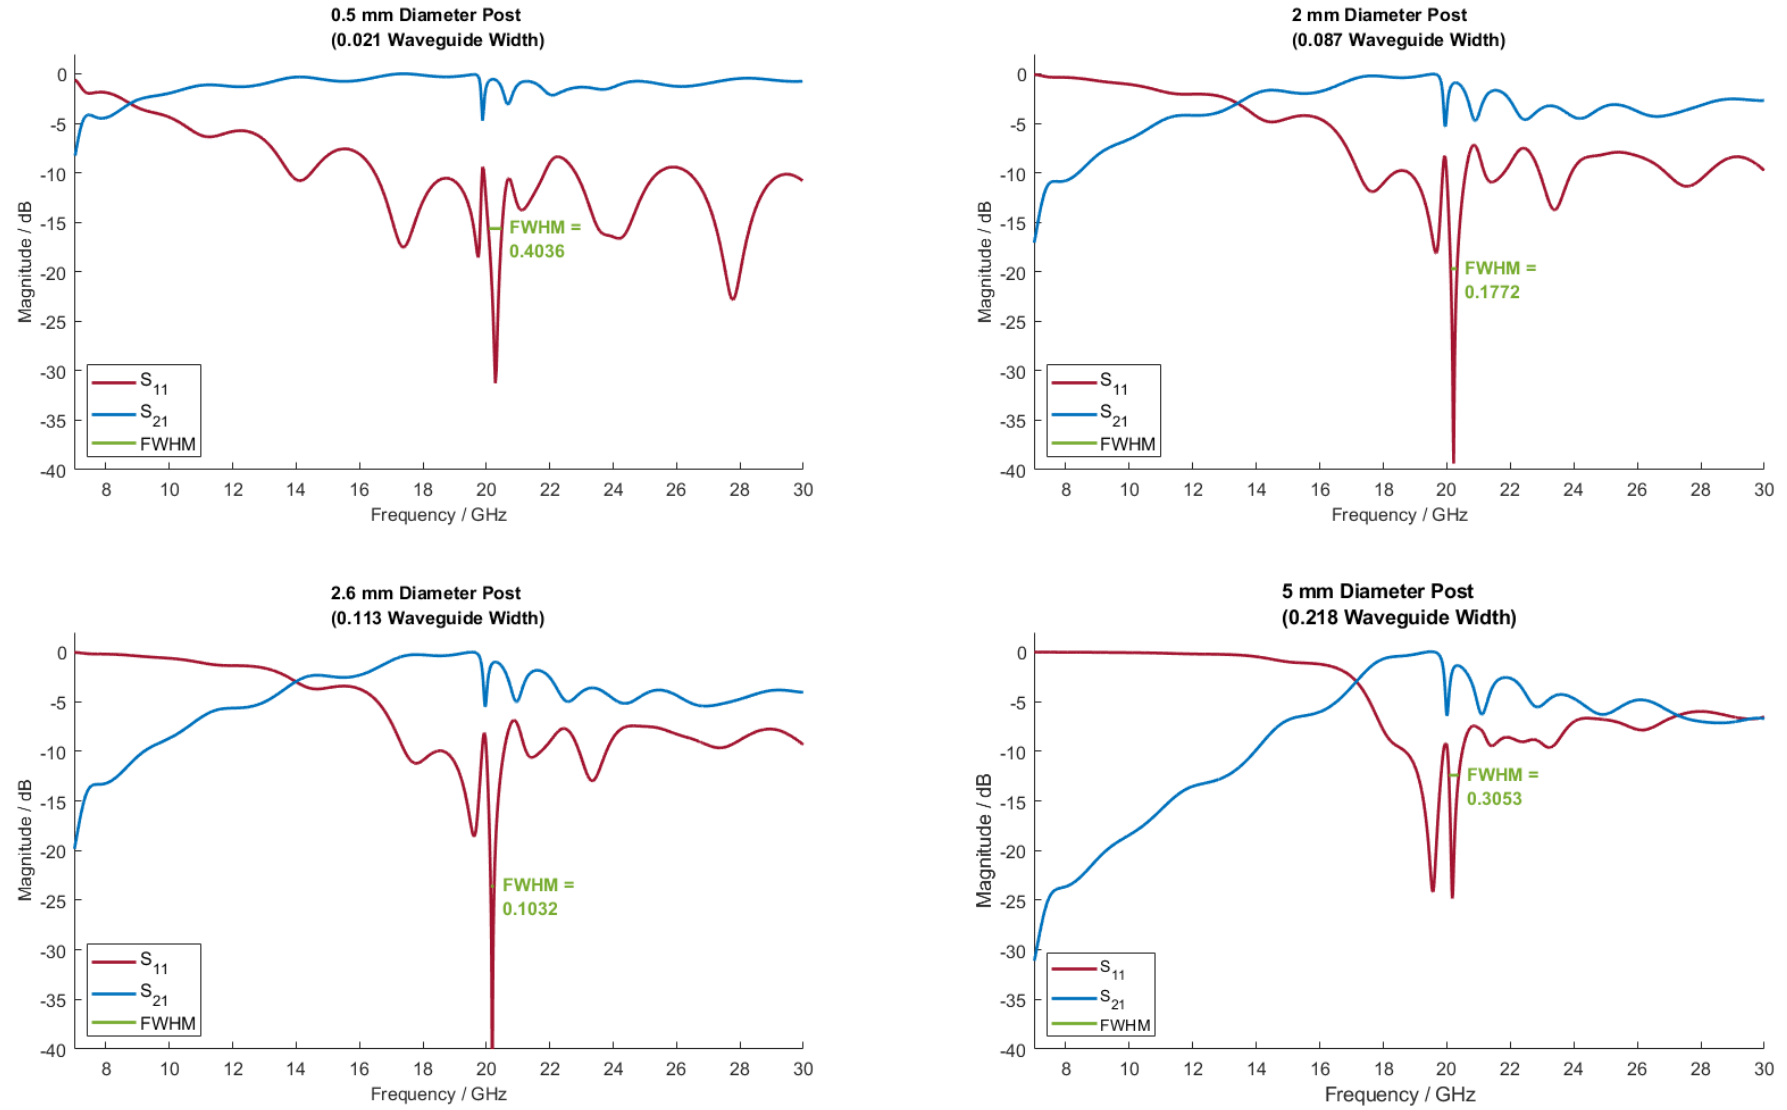 0.5 mm Diameter Post
(0.021 Waveguide Width)
0
-5
-10
-15
-20
-25
-30
-35
-40
Magnitude / dB
FWHM =
0.4036
S11
S21
FWHM
8 10 12 14 16 18 20 22 24 26 28 30
Frequency / GHz
2 mm Diameter Post
(0.087 Waveguide Width)
0
-5
-10
-15
-20
-25
-30
-35
-40
Magnitude / dB
FWHM =
0.1772
S11
S21
FWHM
8 10 12 14 16 18 20 22 24 26 28 30
Frequency / GHz
2.6 mm Diameter Post
(0.113 Waveguide Width)
0
-5
-10
-15
-20
-25
-30
-35
-40
Magnitude / dB
FWHM =
0.1032
S11
S21
FWHM
8 10 12 14 16 18 20 22 24 26 28 30
Frequency / GHz
5 mm Diameter Post
(0.218 Waveguide Width)
0
-5
-10
-15
-20
-25
-30
-35
-40
Magnitude / dB
FWHM =
0.3053
S11
S21
FWHM
8 10 12 14 16 18 20 22 24 26 28 30
Frequency / GHz